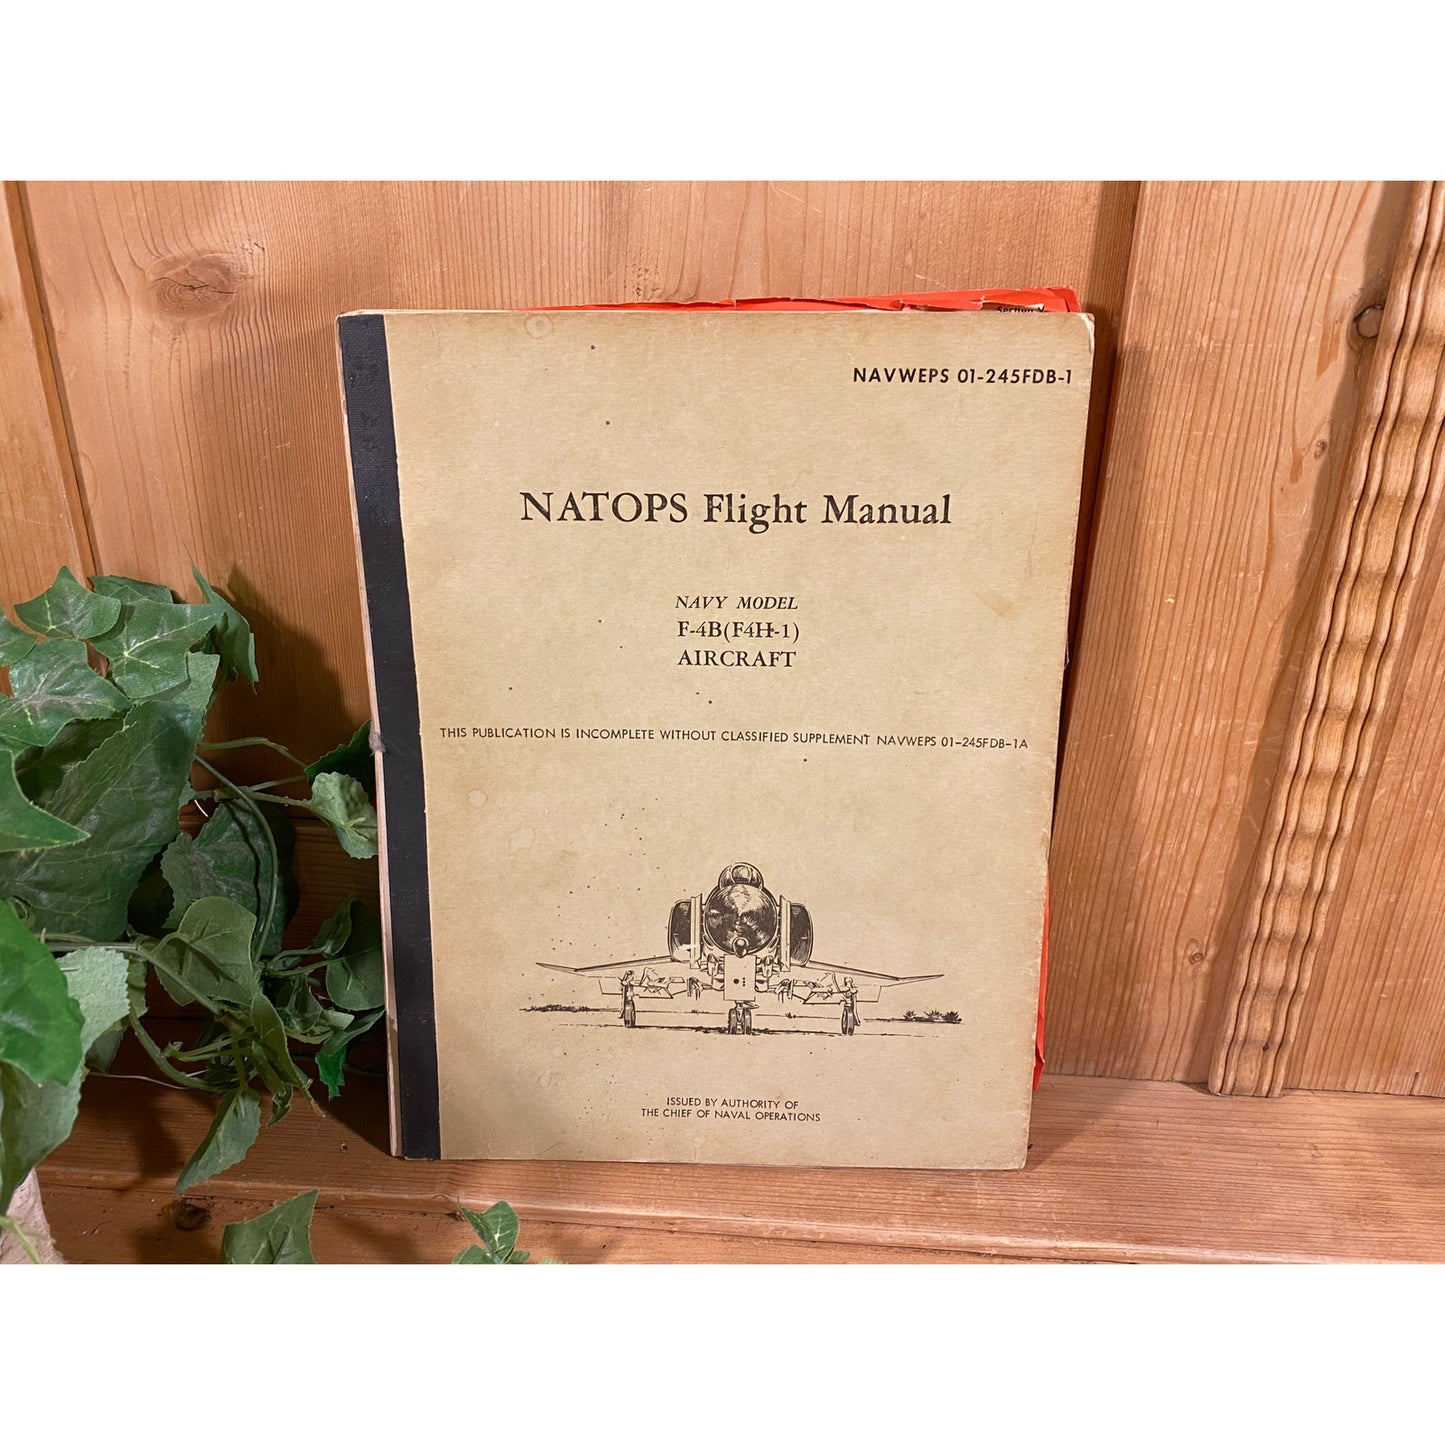 Section V
NAVWEPS 01-245FDB-1
NATOPS Flight Manual
NAVY MODEL
F-4B(F4H-1)
AIRCRAFT
THIS PUBLICATION IS INCOMPLETE WITHOUT CLASSIFIED SUPPLEMENT NAVWEPS 01-245FDB-1A
ISSUED BY AUTHORITY OF
THE CHIEF OF NAVAL OPERATIONS